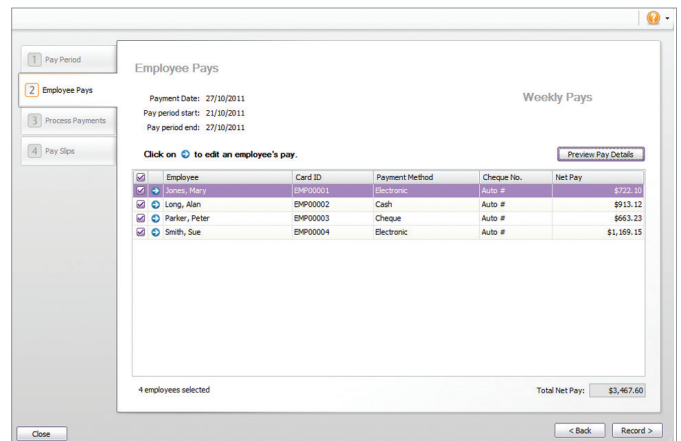 ?
1 Pay Period
2 Employee Pays
3 Process Payments
4 Pay Slips
Employee Pays
Weekly Pays
Payment Date: 27/10/2011
Pay period start: 21/10/2011
Pay period end: 27/10/2011
Click on to edit an employee's pay.
Preview Pay Details
Employee Card ID Payment Method Cheque No. Net Pay
Jones, Mary EMP00001 Electronic Auto # $722.10
Long, Alan EMP00002 Cash Auto # $913.12
Parker, Peter EMP00003 Cheque Auto # $663.23
Smith, Sue EMP00004 Electronic Auto # $1,169.15
4 employees selected
Total Net Pay: $3,467.60
Close
< Back
Record >